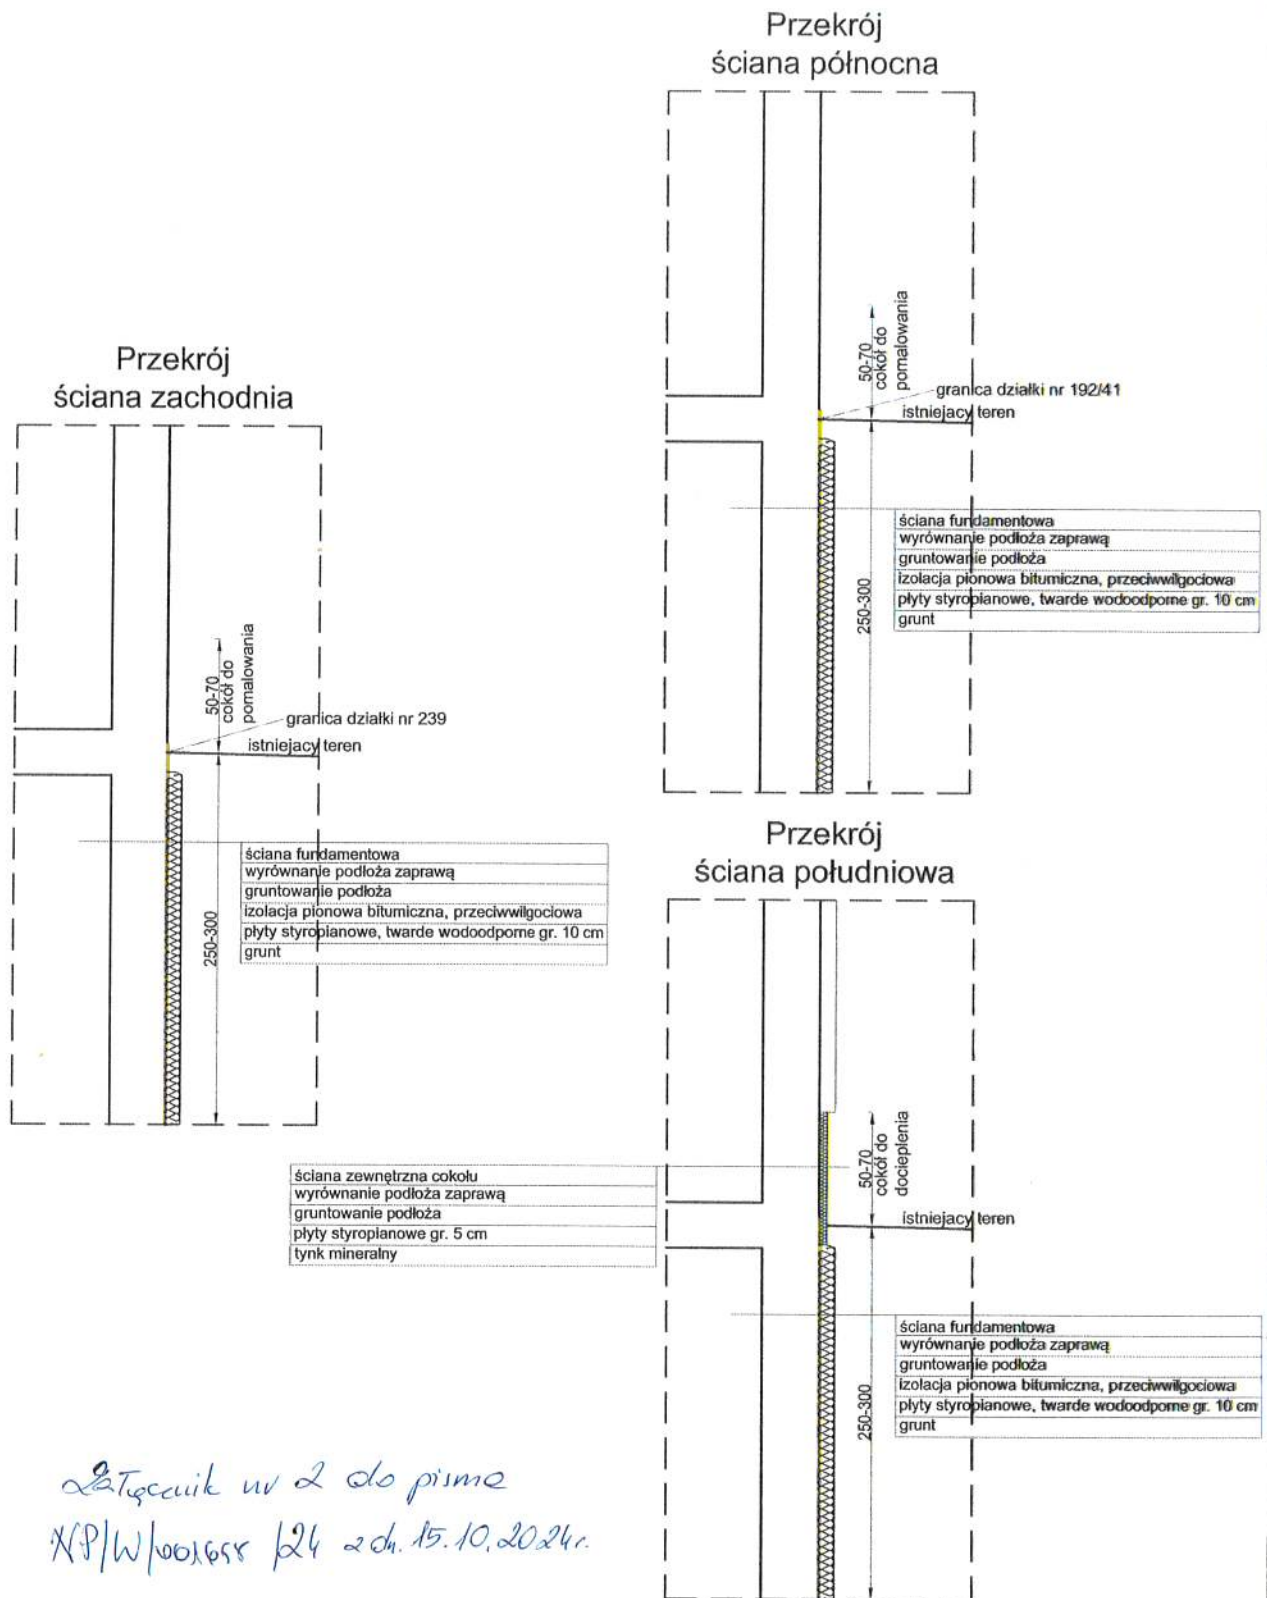 Przekrój
ściana północna
50-70
cokół do
pomalowania
granica działki nr 192/41
istniejacy teren
250-300
ściana fundamentowa
wyrównanie podłoża zaprawą
gruntowanie podłoża
izolacja pionowa bitumiczna, przeciwwilgociowa
płyty styropianowe, twarde wodoodporne gr. 10 cm
grunt
Przekrój
ściana zachodnia
50-70
cokół do
pomalowania
granica działki nr 239
istniejacy teren
250-300
ściana fundamentowa
wyrównanie podłoża zaprawą
gruntowanie podłoża
izolacja pionowa bitumiczna, przeciwwilgociowa
płyty styropianowe, twarde wodoodporne gr. 10 cm
grunt
Przekrój
ściana południowa
50-70
cokół do
docieplenia
ściana zewnętrzna cokołu
wyrównanie podłoża zaprawą
gruntowanie podłoża
płyty styropianowe gr. 5 cm
tynk mineralny
istniejacy teren
250-300
ściana fundamentowa
wyrównanie podłoża zaprawą
gruntowanie podłoża
izolacja pionowa bitumiczna, przeciwwilgociowa
płyty styropianowe, twarde wodoodporne gr. 10 cm
grunt
Załącznik nr 2 do pisma
/24 z dn. 15.10.2024r.